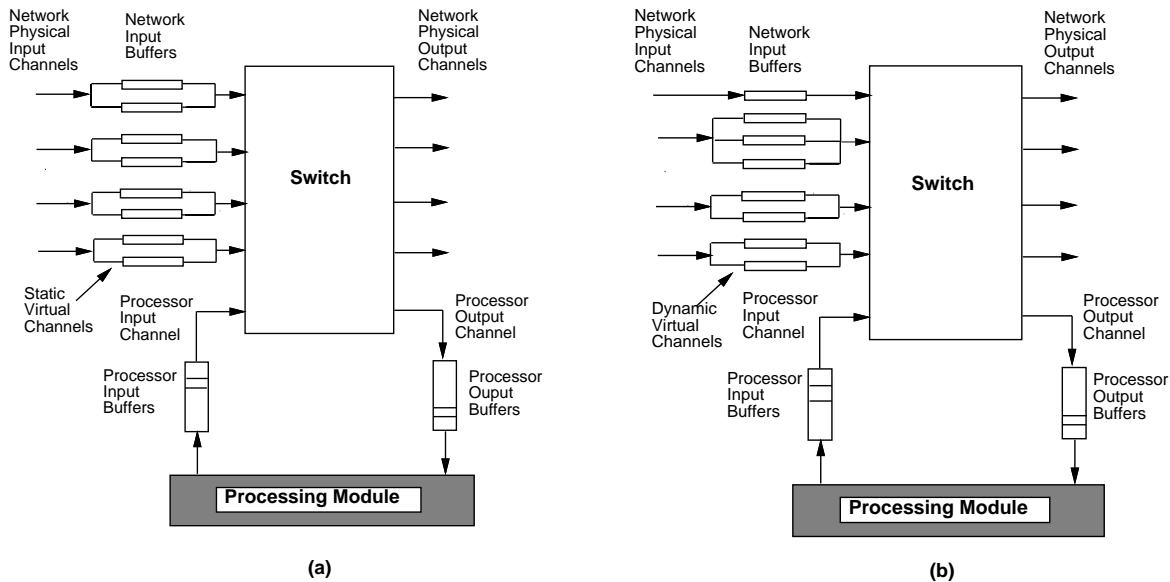 Network
Physical
Input
Channels
Network
Input
Buffers
Network
Physical
Output
Channels
Switch
Static
Virtual
Channels
Processor
Input
Channel
Processor
Output
Channel
Processor
Input
Buffers
Processor
Ouput
Buffers
Processing Module
(a)
Network
Physical
Input
Channels
Network
Input
Buffers
Network
Physical
Output
Channels
Switch
Dynamic
Virtual
Channels
Processor
Input
Channel
Processor
Output
Channel
Processor
Input
Buffers
Processor
Output
Buffers
Processing Module
(b)